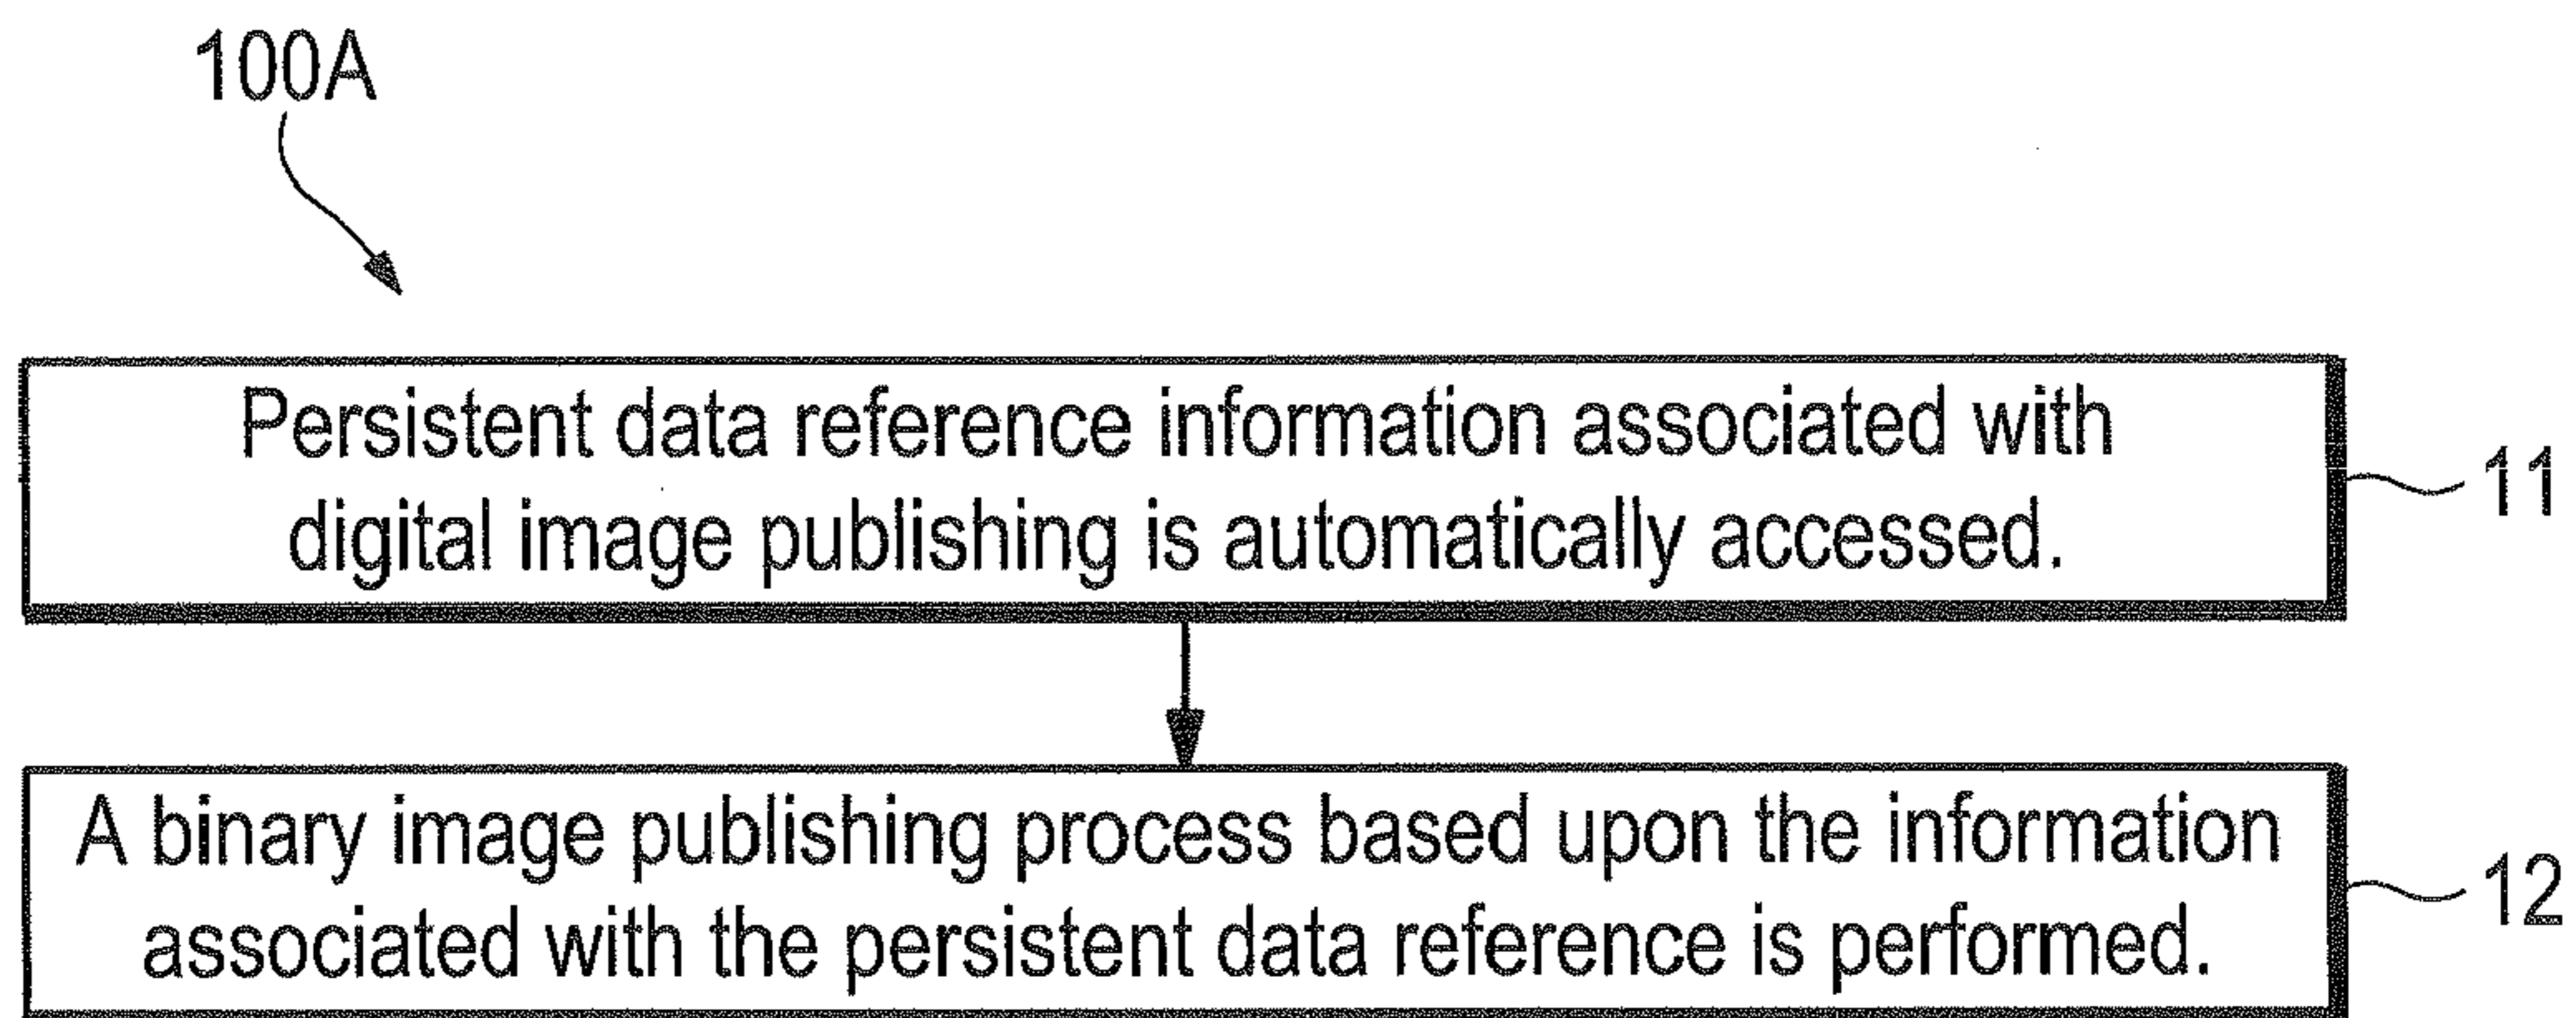 100A
Persistent data reference information associated with
digital image publishing is automatically accessed.
11
A binary image publishing process based upon the information
associated with the persistent data reference is performed.
12